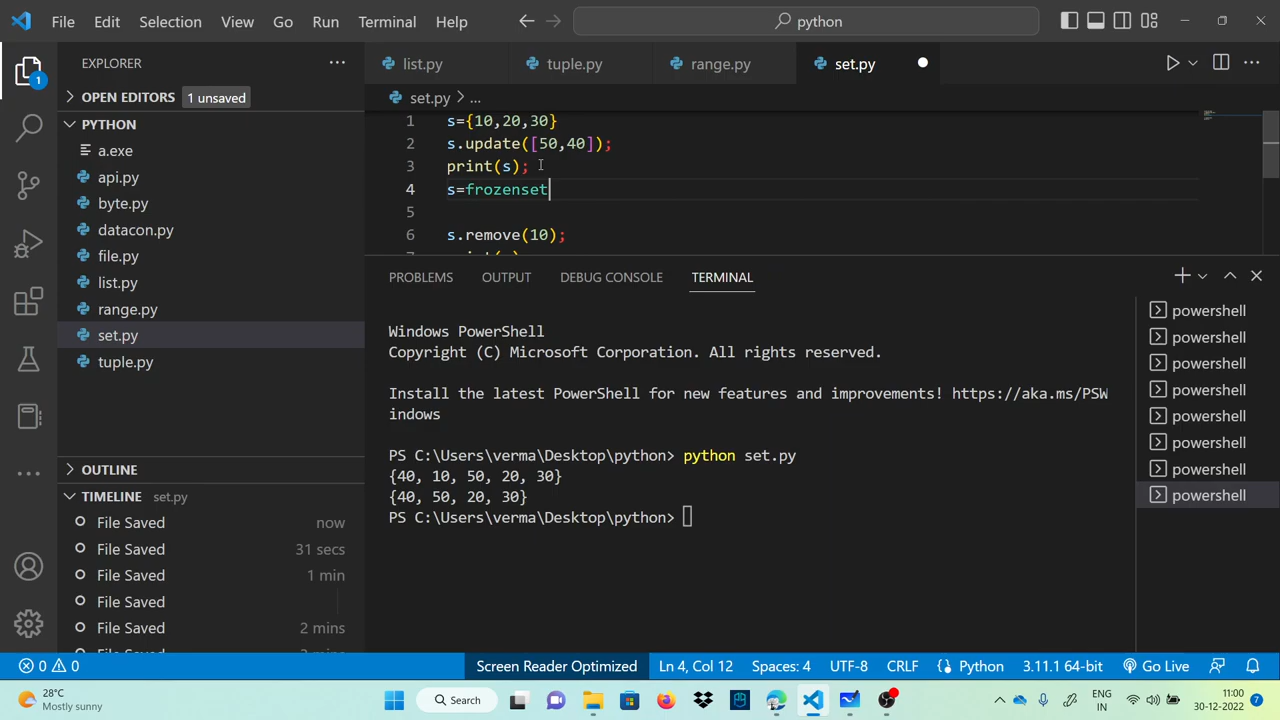 File Edit Selection View Go Run Terminal Help
python
EXPLORER
list.py
tuple.py
range.py
set.py
OPEN EDITORS 1 unsaved
set.py > ...
PYTHON
a.exe
api.py
byte.py
datacon.py
file.py
list.py
range.py
set.py
tuple.py
1 s={10,20,30}
2 s.update([50,40]);
3 print(s);
4 s=frozenset
5
6 s.remove(10);
PROBLEMS OUTPUT DEBUG CONSOLE TERMINAL
Windows PowerShell
Copyright (C) Microsoft Corporation. All rights reserved.
Install the latest PowerShell for new features and improvements! https://aka.ms/PSW
indows
PS C:\Users\verma\Desktop\python> python set.py
{40, 10, 50, 20, 30}
{40, 50, 20, 30}
PS C:\Users\verma\Desktop\python>
powershell
powershell
powershell
powershell
powershell
powershell
powershell
powershell
OUTLINE
TIMELINE set.py
File Saved now
File Saved 31 secs
File Saved 1 min
File Saved
File Saved 2 mins
1
0 0 Screen Reader Optimized Ln 4, Col 12 Spaces: 4 UTF-8 CRLF Python 3.11.1 64-bit Go Live
28°C
Mostly sunny
Search
ENG
IN
11:00
30-12-2022
7